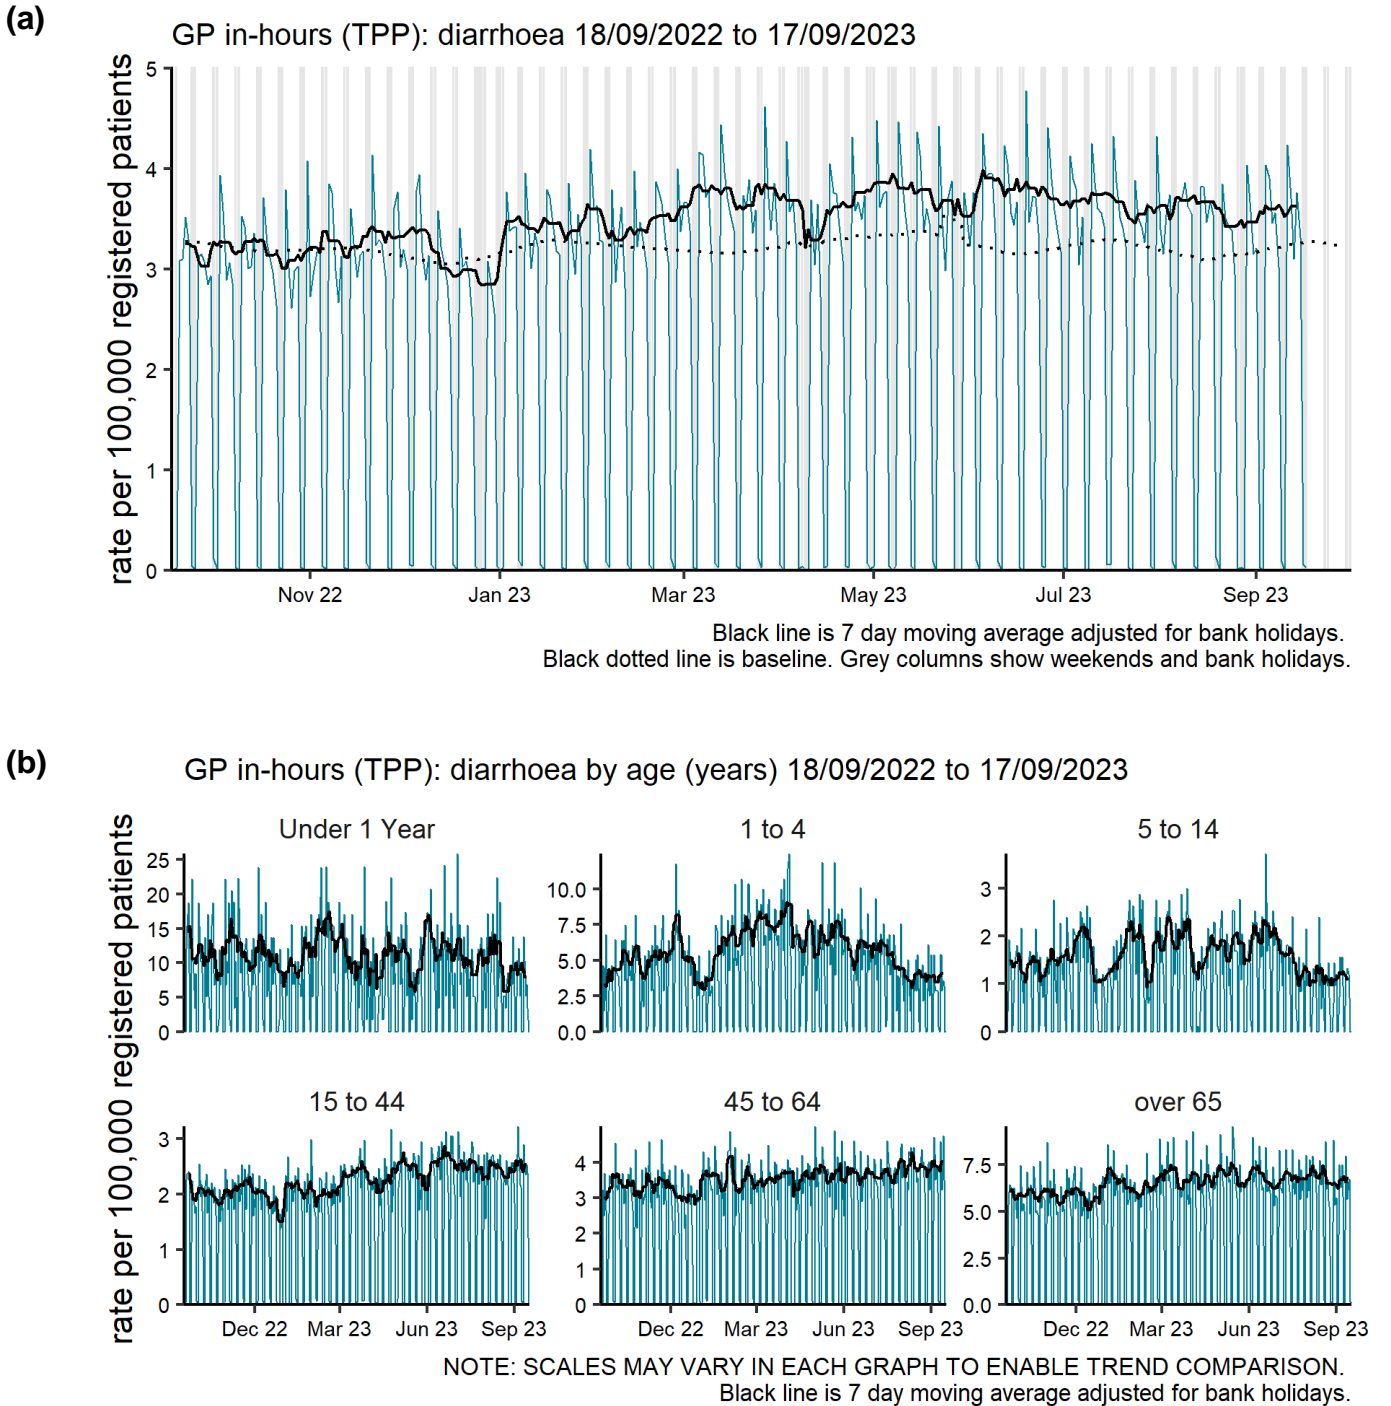 (a)
GP in-hours (TPP): diarrhoea 18/09/2022 to 17/09/2023
rate per 100,000 registered patients
5
4
3
2
1
0
Nov 22 Jan 23 Mar 23 May 23 Jul 23 Sep 23
Black line is 7 day moving average adjusted for bank holidays.
Black dotted line is baseline. Grey columns show weekends and bank holidays.
(b)
GP in-hours (TPP): diarrhoea by age (years) 18/09/2022 to 17/09/2023
rate per 100,000 registered patients
Under 1 Year
25
20
15
10
5
0
1 to 4
10.0
7.5
5.0
2.5
0.0
5 to 14
3
2
1
0
15 to 44
3
2
1
0
Dec 22 Mar 23 Jun 23 Sep 23
45 to 64
4
3
2
1
0
Dec 22 Mar 23 Jun 23 Sep 23
over 65
7.5
5.0
2.5
0.0
Dec 22 Mar 23 Jun 23 Sep 23
NOTE: SCALES MAY VARY IN EACH GRAPH TO ENABLE TREND COMPARISON.
Black line is 7 day moving average adjusted for bank holidays.